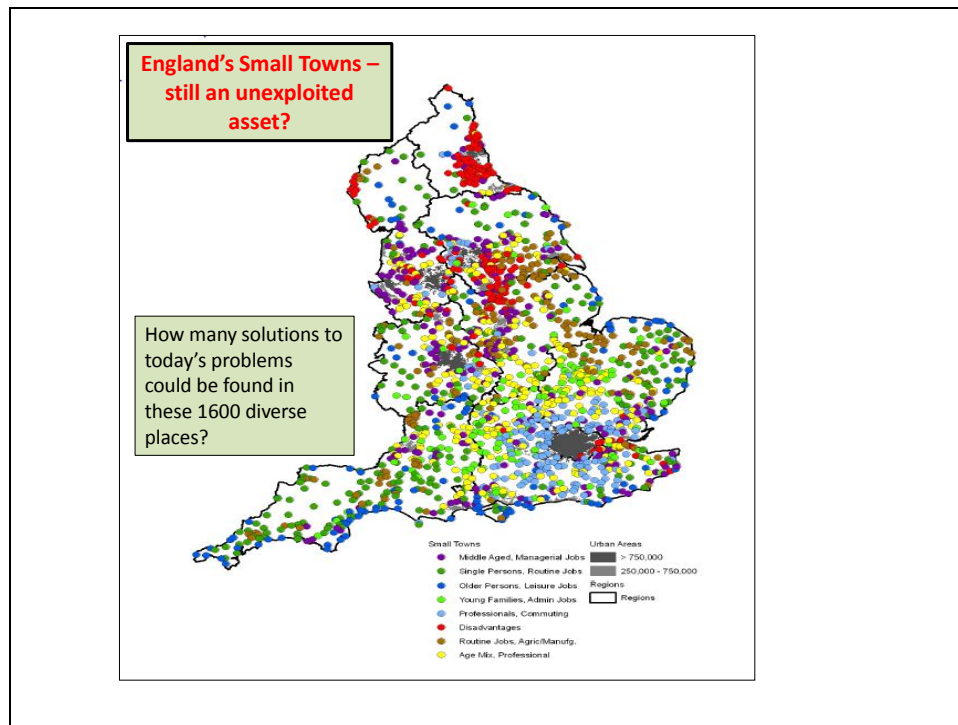 England's Small Towns –
still an unexploited
asset?
How many solutions to
today's problems
could be found in
these 1600 diverse
places?
Small Towns
Middle Aged, Managerial Jobs
Single Persons, Routine Jobs
Older Persons, Leisure Jobs
Young Families, Admin Jobs
Professionals, Commuting
Disadvantages
Routine Jobs, Agric/Manufg.
Age Mix, Professional
Urban Areas
> 750,000
250,000 - 750,000
Regions
Regions